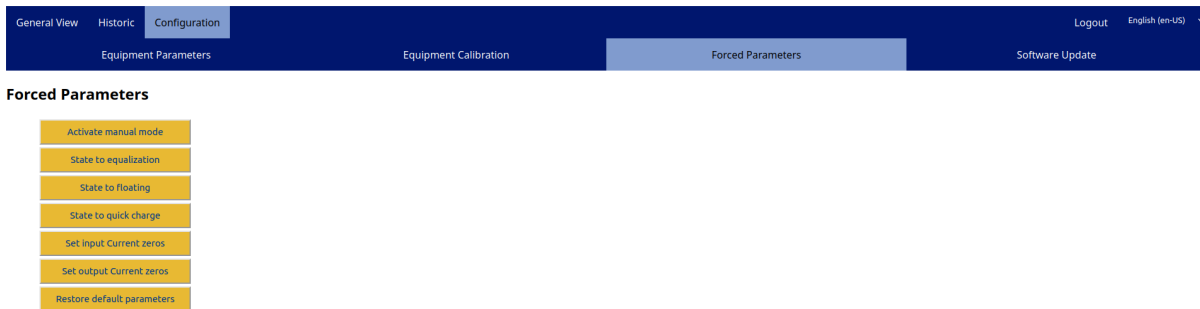 General View Historic Configuration Logout English (en-US)
Equipment Parameters Equipment Calibration Forced Parameters Software Update
Forced Parameters
Activate manual mode
State to equalization
State to floating
State to quick charge
Set input Current zeros
Set output Current zeros
Restore default parameters